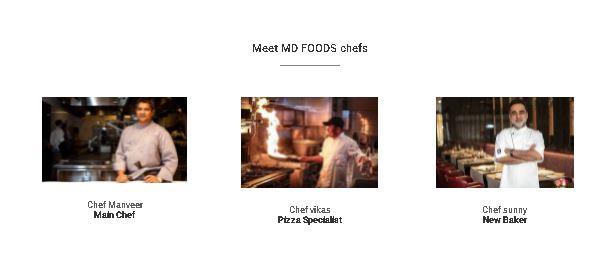 Meet MD FOODS chefs
Chef Manveer
Main Chef
Chef vikas
Pizza Specialist
Chef sunny
New Baker